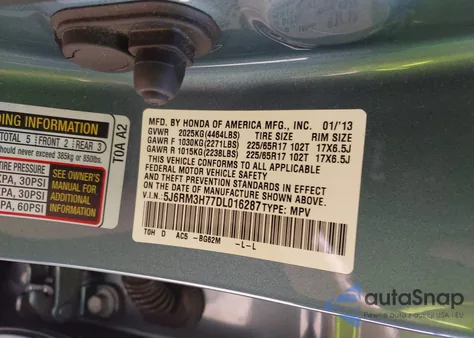 DING INFORMATION
TOTAL 5 FRONT 2 REAR 3
should never exceed 385kg or 850lbs.
TIRE PRESSURE
SEE OWNER'S
MANUAL FOR
ADDITIONAL
INFORMATION
KPA, 30PSI
KPA, 30PSI
T0A A2
MFD. BY HONDA OF AMERICA MFG., INC. 01/'13
GVWR 2025KG(4464LBS) TIRE SIZE RIM SIZE
GAWR F 1030KG(2271LBS) 225/65R17 102T 17X6.5J
GAWR R 1015KG(2238LBS) 225/65R17 102T 17X6.5J
THIS VEHICLE CONFORMS TO ALL APPLICABLE
FEDERAL MOTOR VEHICLE SAFETY AND THEFT
PREVENTION STANDARDS IN EFFECT ON THE
DATE OF MANUFACTURE SHOWN ABOVE.
V.I.N.: 5J6RM3H77DL016287 TYPE: MPV
T0H D AC5 -BG62M -L-L
autoSnap